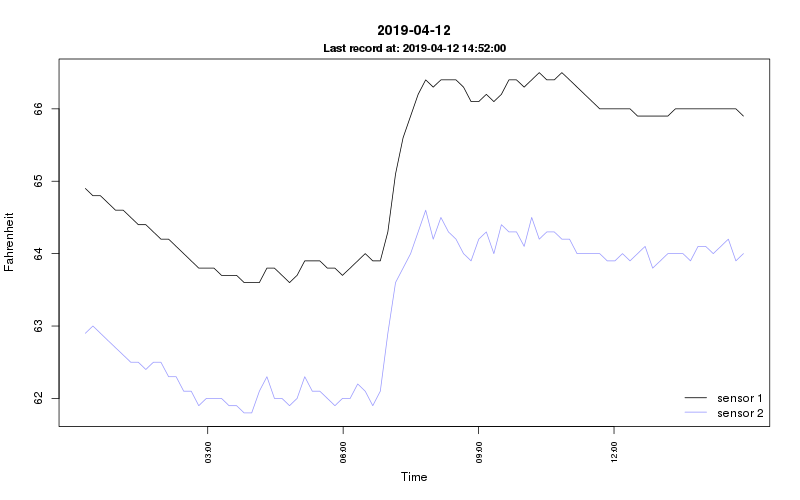 2019-04-12
Last record at: 2019-04-12 14:52:00
Fahrenheit
66
65
64
63
62
sensor 1
sensor 2
03:00
06:00
09:00
12:00
Time